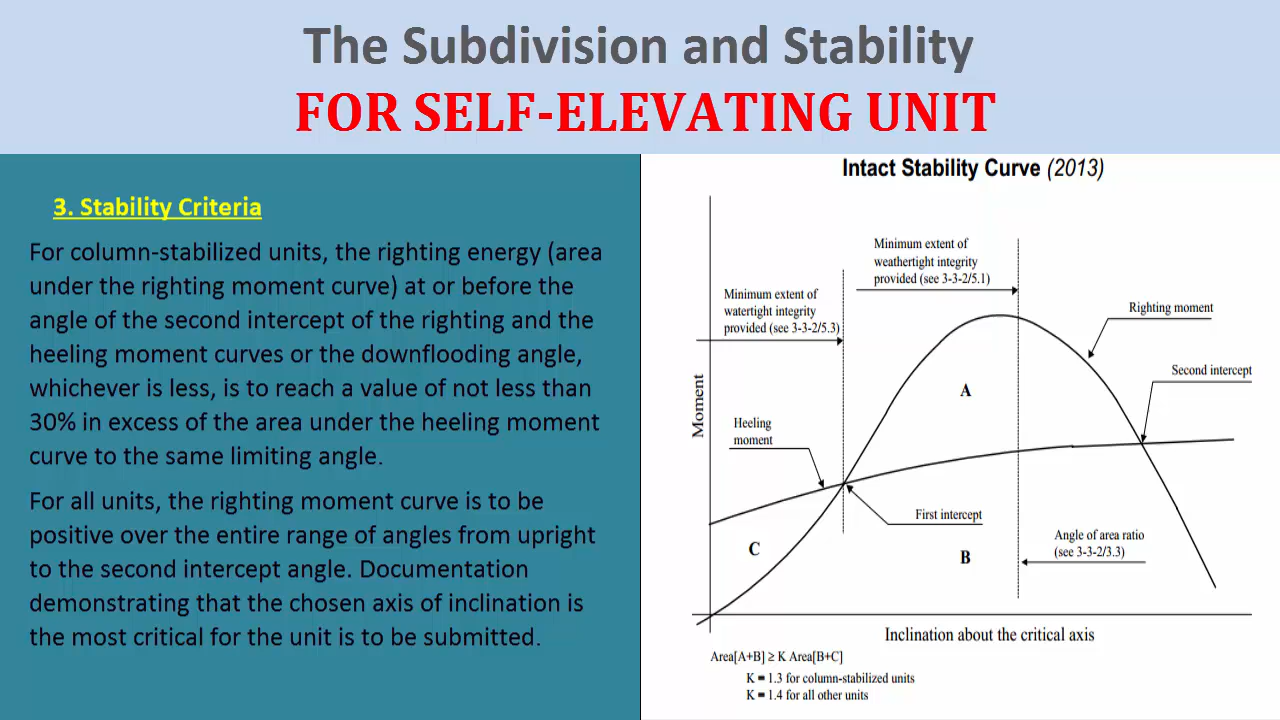 The Subdivision and Stability
FOR SELF-ELEVATING UNIT
3. Stability Criteria
For column-stabilized units, the righting energy (area
under the righting moment curve) at or before the
angle of the second intercept of the righting and the
heeling moment curves or the downflooding angle,
whichever is less, is to reach a value of not less than
30% in excess of the area under the heeling moment
curve to the same limiting angle.
For all units, the righting moment curve is to be
positive over the entire range of angles from upright
to the second intercept angle. Documentation
demonstrating that the chosen axis of inclination is
the most critical for the unit is to be submitted.
Intact Stability Curve (2013)
Minimum extent of
weathertight integrity
provided (see 3-3-2/5.1)
Minimum extent of
watertight integrity
provided (see 3-3-2/5.3)
Righting moment
Second intercept
Moment
A
Heeling
moment
First intercept
C
B
Angle of area ratio
(see 3-3-2/3.3)
Inclination about the critical axis
Area[A+B] ≥ K Area[B+C]
K = 1.3 for column-stabilized units
K = 1.4 for all other units